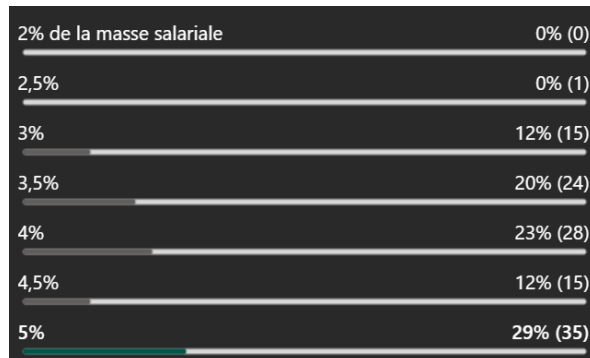 2% de la masse salariale 0% (0)
2,5% 0% (1)
3% 12% (15)
3,5% 20% (24)
4% 23% (28)
4,5% 12% (15)
5% 29% (35)